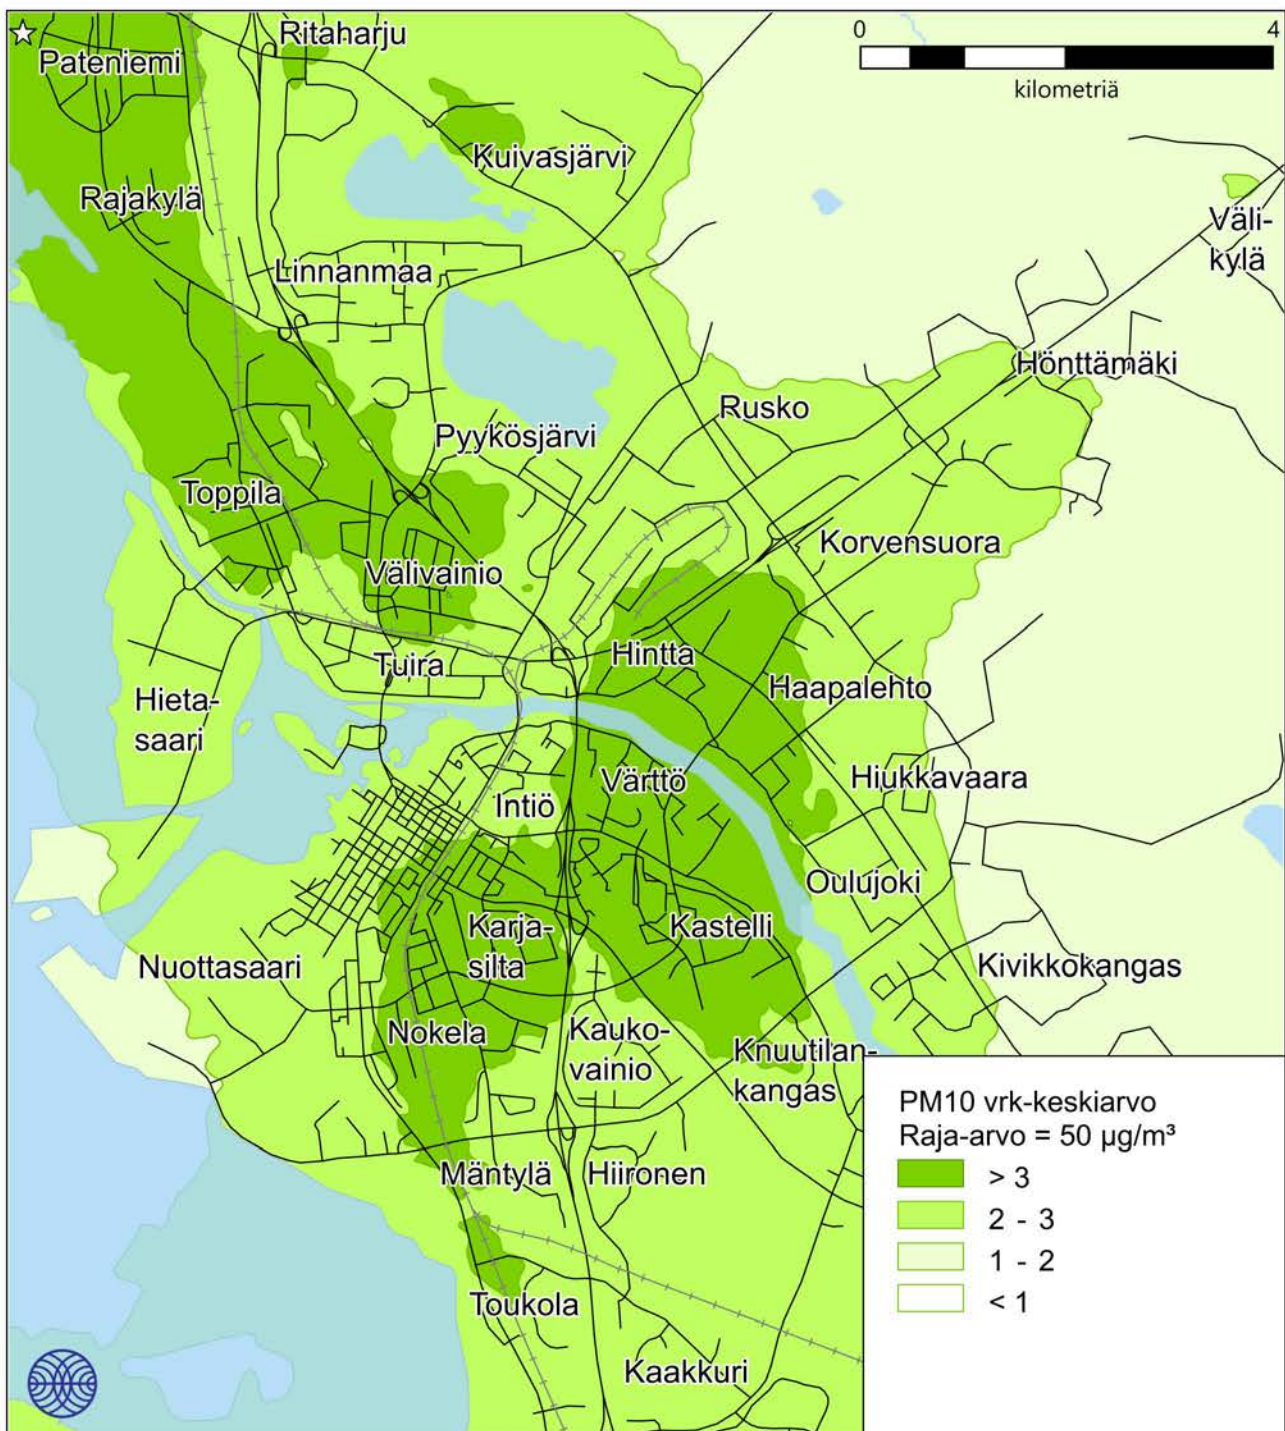 Ritaharju
0
4
Pateniemi
kilometriä
Kuivasjärvi
Rajakylä
Väli-
kylä
Linnanmaa
Hönttämäki
Rusko
Pyykösjärvi
Toppila
Korvensuora
Välivainio
Hintta
Tuira
Haapalehto
Hieta-
saari
Värttö
Hiukkavaara
Intiö
Oulujoki
Karja-
silta
Kastelli
Nuottasaari
Kivikkokangas
Nokela
Kauko-
vainio
Knuutilan-
kangas
PM10 vrk-keskiarvo
Raja-arvo = 50 µg/m³
> 3
2 - 3
1 - 2
< 1
Mäntylä
Hiironen
Toukola
Kaakkuri